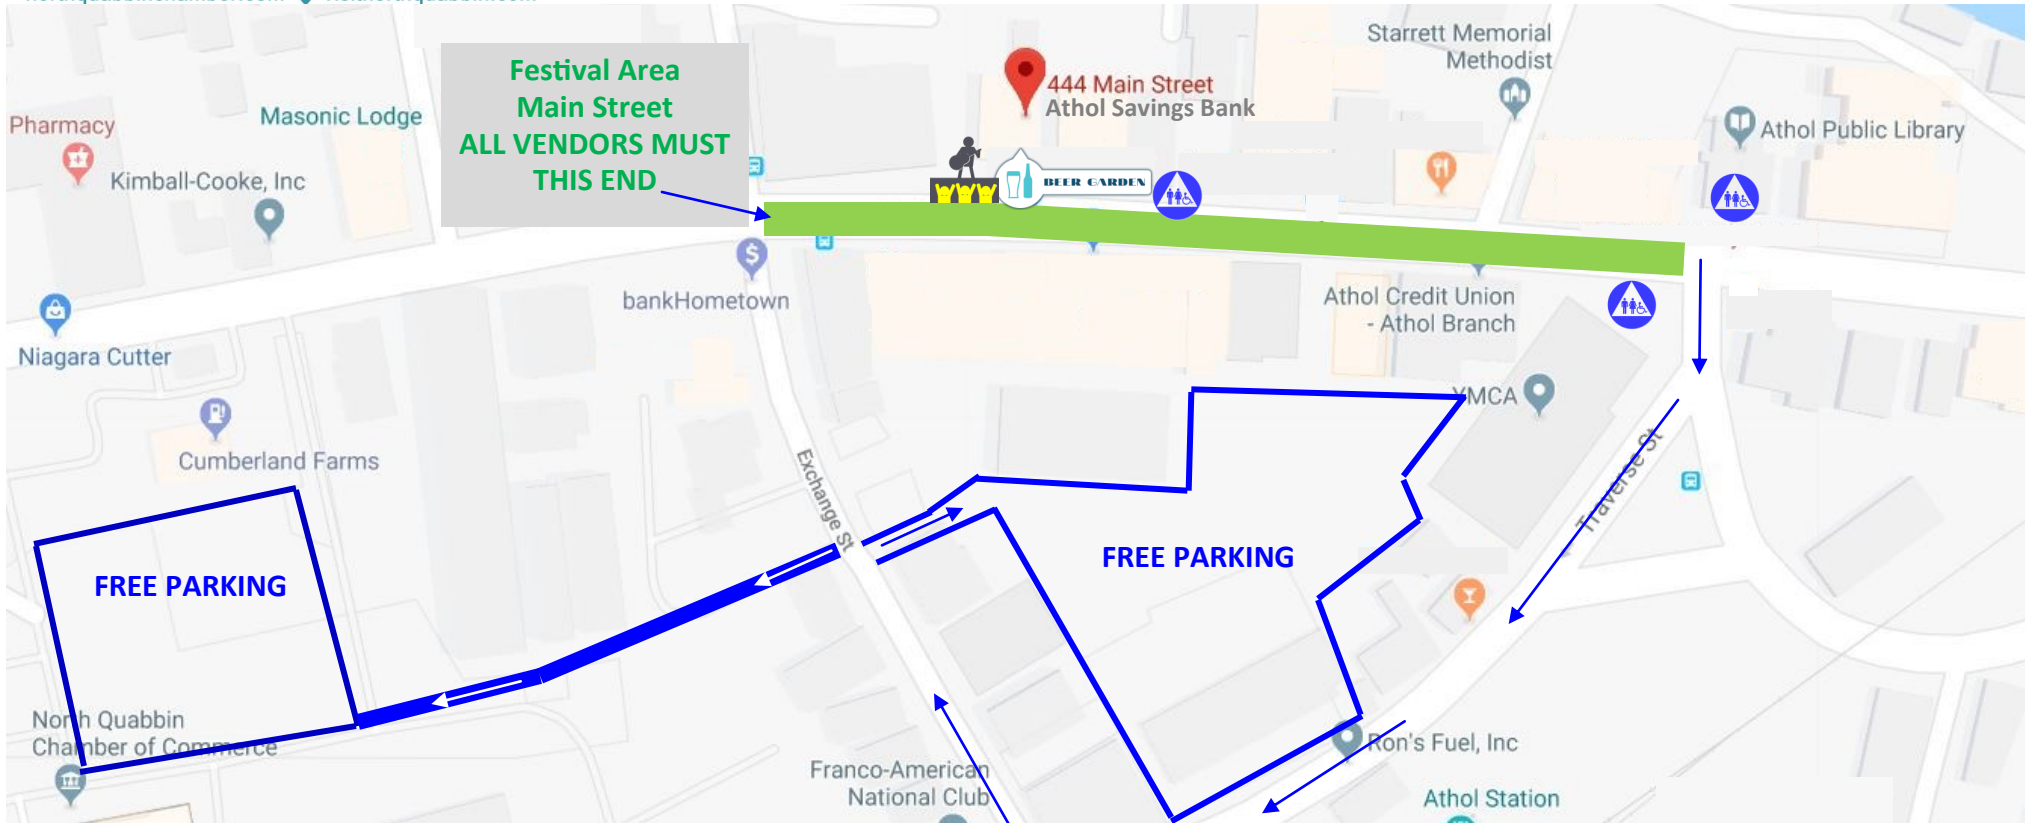 Festival Area
Main Street
ALL VENDORS MUST
THIS END
444 Main Street
Athol Savings Bank
Starrett Memorial
Methodist
Pharmacy
Masonic Lodge
Athol Public Library
Kimball-Cooke, Inc
BEER GARDEN
bankHometown
Athol Credit Union
- Athol Branch
Niagara Cutter
YMCA
Cumberland Farms
Exchange St
Traverse St
FREE PARKING
FREE PARKING
North Quabbin
Chamber of Commerce
Ron's Fuel, Inc
Franco-American
National Club
Athol Station